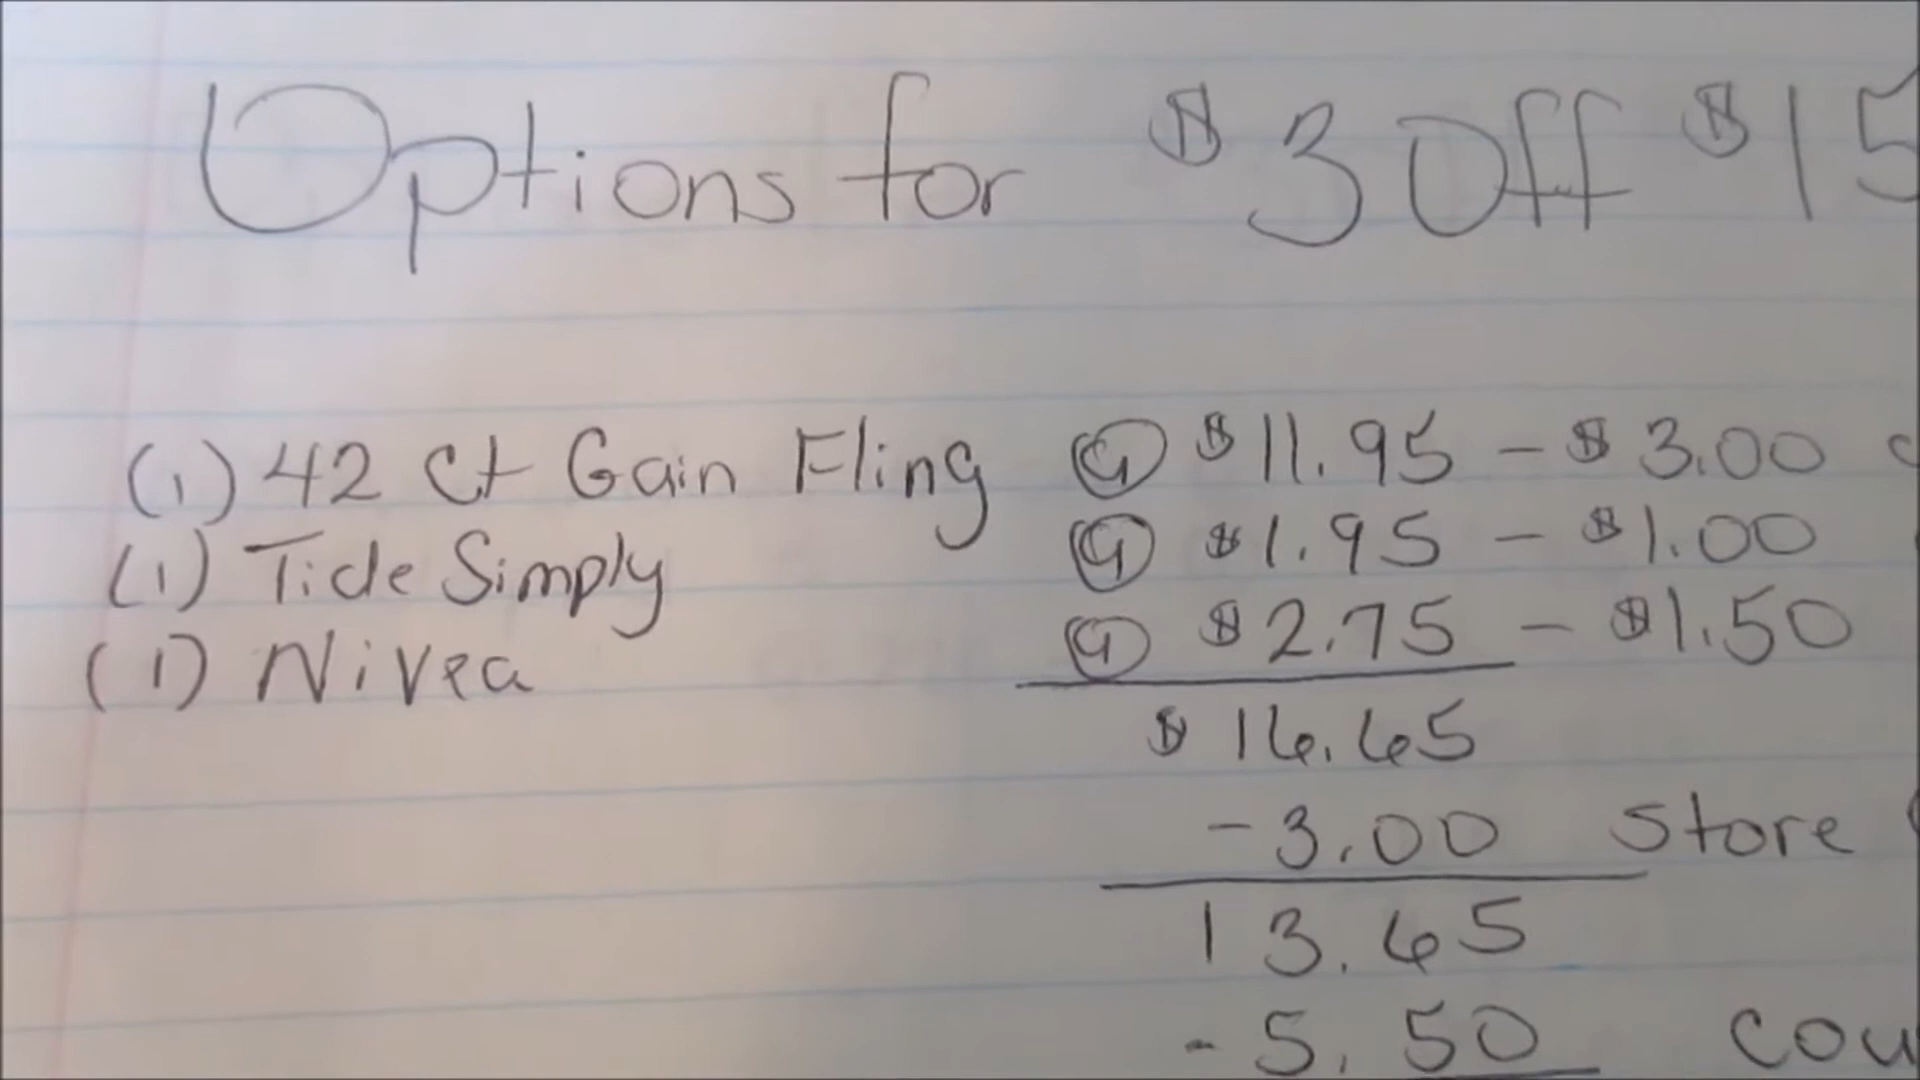 Options for $3 Off $15
(1) 42 Ct Gain Fling @ $11.95 - $3.00
(1) Tide Simply @ $1.95 - $1.00
(1) Nivea @ $2.75 - $1.50
$16.65
-3.00 store
13.65
-5.50 cou